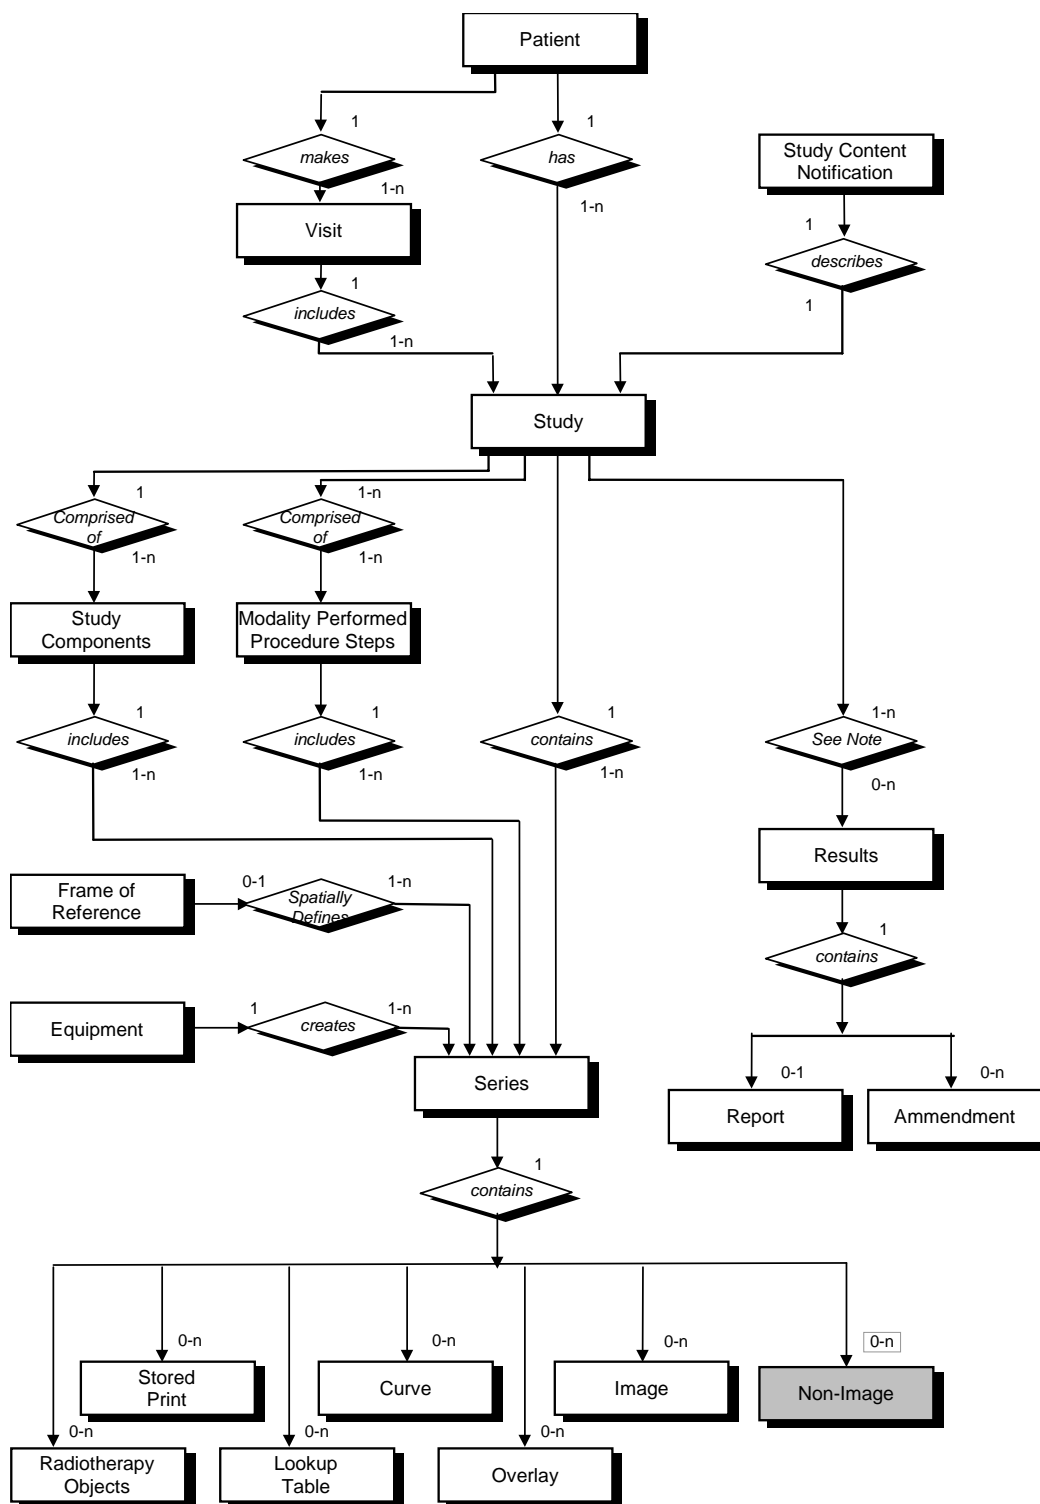 Patient
1
1
makes
has
Study Content
Notification
1-n
1-n
Visit
1
describes
1
includes
1
1-n
Study
1
1-n
Comprised
of
Comprised
of
1-n
1-n
Study
Components
Modality Performed
Procedure Steps
1
1
1
1-n
includes
includes
contains
See Note
1-n
1-n
1-n
0-n
Results
Frame of
Reference
0-1
Spatially
Defines
1-n
1
contains
Equipment
1
creates
1-n
Series
0-1
0-n
Report
Ammendment
1
contains
0-n
0-n
0-n
0-n
Stored
Print
Curve
Image
Non-Image
0-n
0-n
0-n
Radiotherapy
Objects
Lookup
Table
Overlay